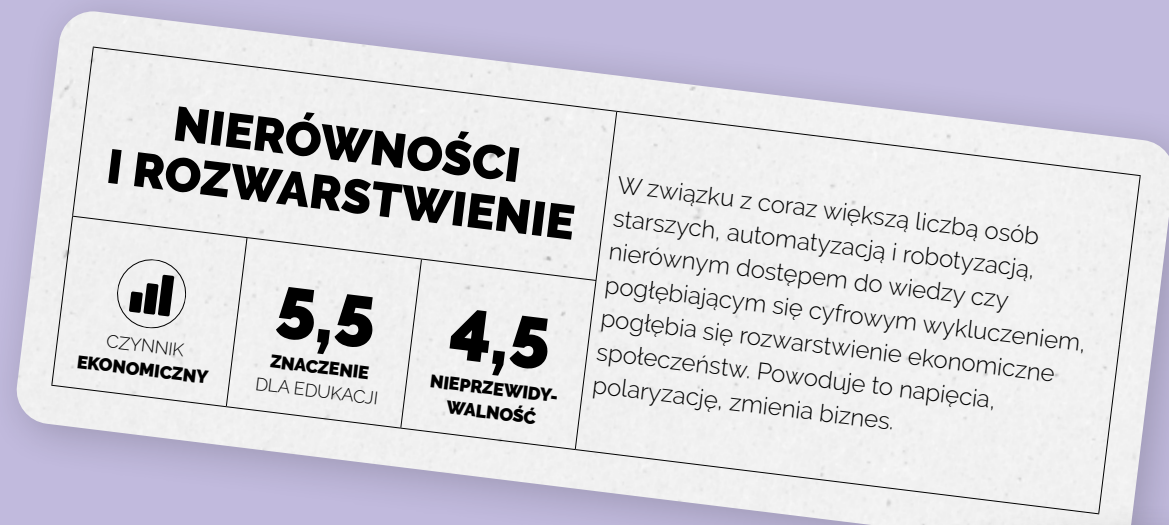 NIERÓWNOŚCI
I ROZWARSTWIENIE
CZYNNIK
EKONOMICZNY
5,5
ZNACZENIE
DLA EDUKACJI
4,5
NIEPRZEWIDY-
WALNOŚĆ
W związku z coraz większą liczbą osób
starszych, automatyzacją i robotyzacją,
nierównym dostępem do wiedzy czy
pogłębiającym się cyfrowym wykluczeniem,
pogłębia się rozwarstwienie ekonomiczne
społeczeństw. Powoduje to napięcia,
polaryzację, zmienia biznes.